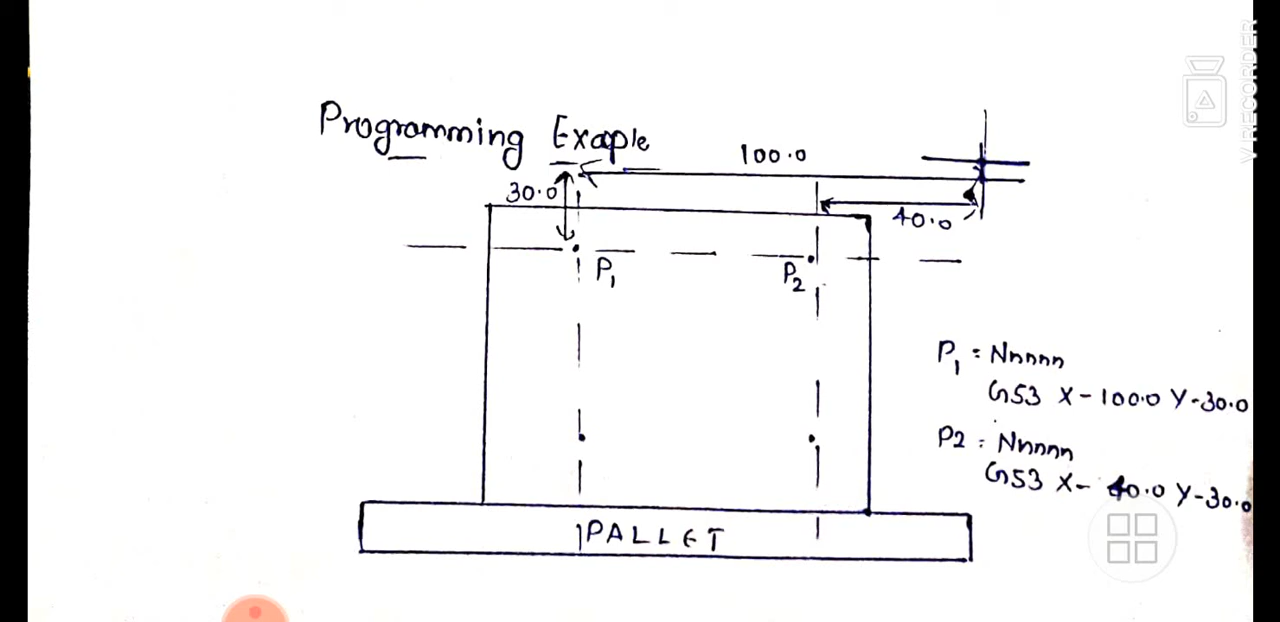 Programming Exaple
100.0
30.0
40.0
P1
P2
P1 = Nnnnn
G53 X-100.0 Y-30.0
P2 = Nnnnn
G53 X-40.0 Y-30.0
PALLET
V RECORDER